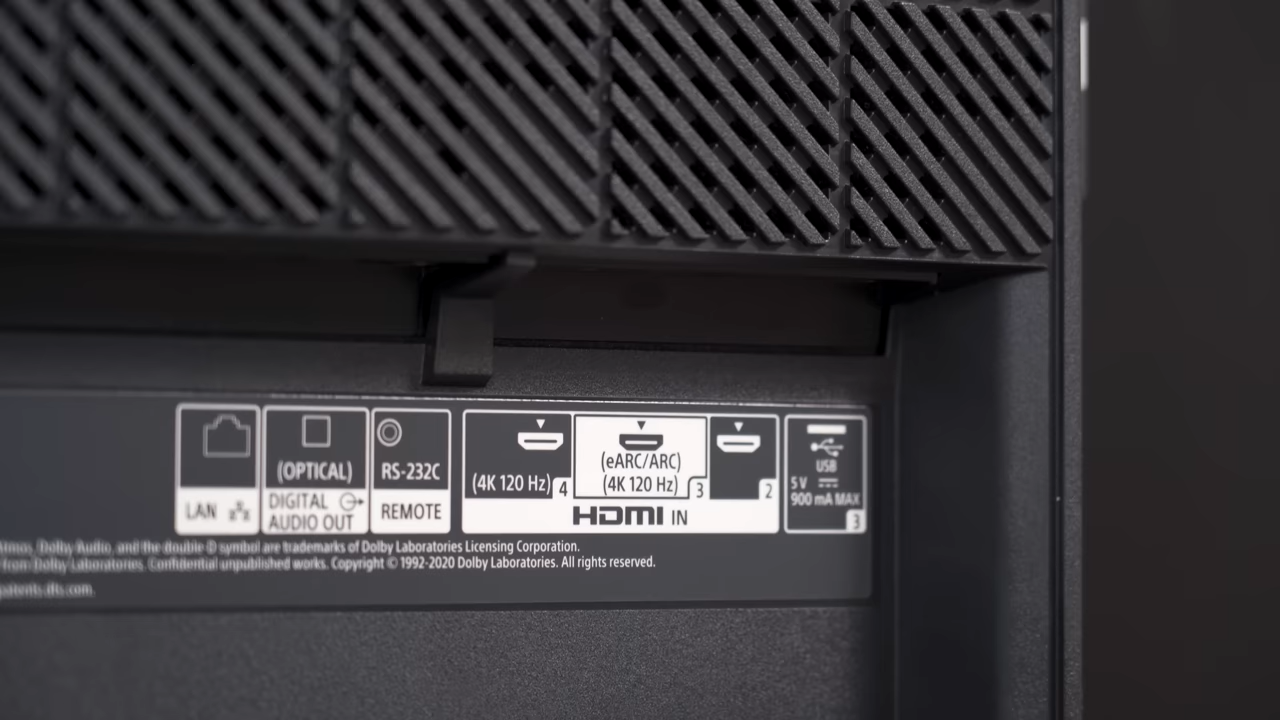 LAN
(OPTICAL)
DIGITAL
AUDIO OUT
RS-232C
REMOTE
(4K 120 Hz) 4
(eARC/ARC)
(4K 120 Hz) 3
2
HDMI IN
USB
5 V
900 mA MAX
3
Atmos, Dolby Audio, and the double-D symbol are trademarks of Dolby Laboratories Licensing Corporation.
from Dolby Laboratories. Confidential unpublished works. Copyright © 1992-2020 Dolby Laboratories. All rights reserved.
patents.dts.com.